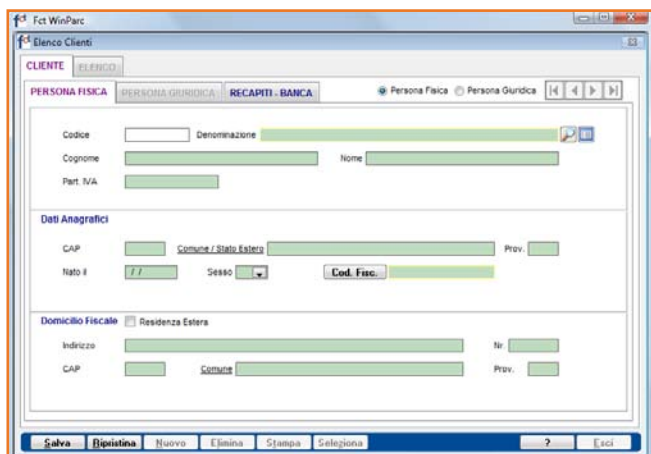 Fct WinParc
Elenco Clienti
CLIENTE ELENCO
PERSONA FISICA PERSONA GIURIDICA RECAPITI - BANCA Persona Fisica Persona Giuridica
Codice Denominazione
Cognome Nome
Part. IVA
Dati Anagrafici
CAP Comune / Stato Estero Prov.
Nato il / / Sesso Cod. Fisc.
Domicilio Fiscale Residenza Estera
Indirizzo Nr.
CAP Comune Prov.
Salva Ripristina Nuovo Elimina Stampa Seleziona ? Esci